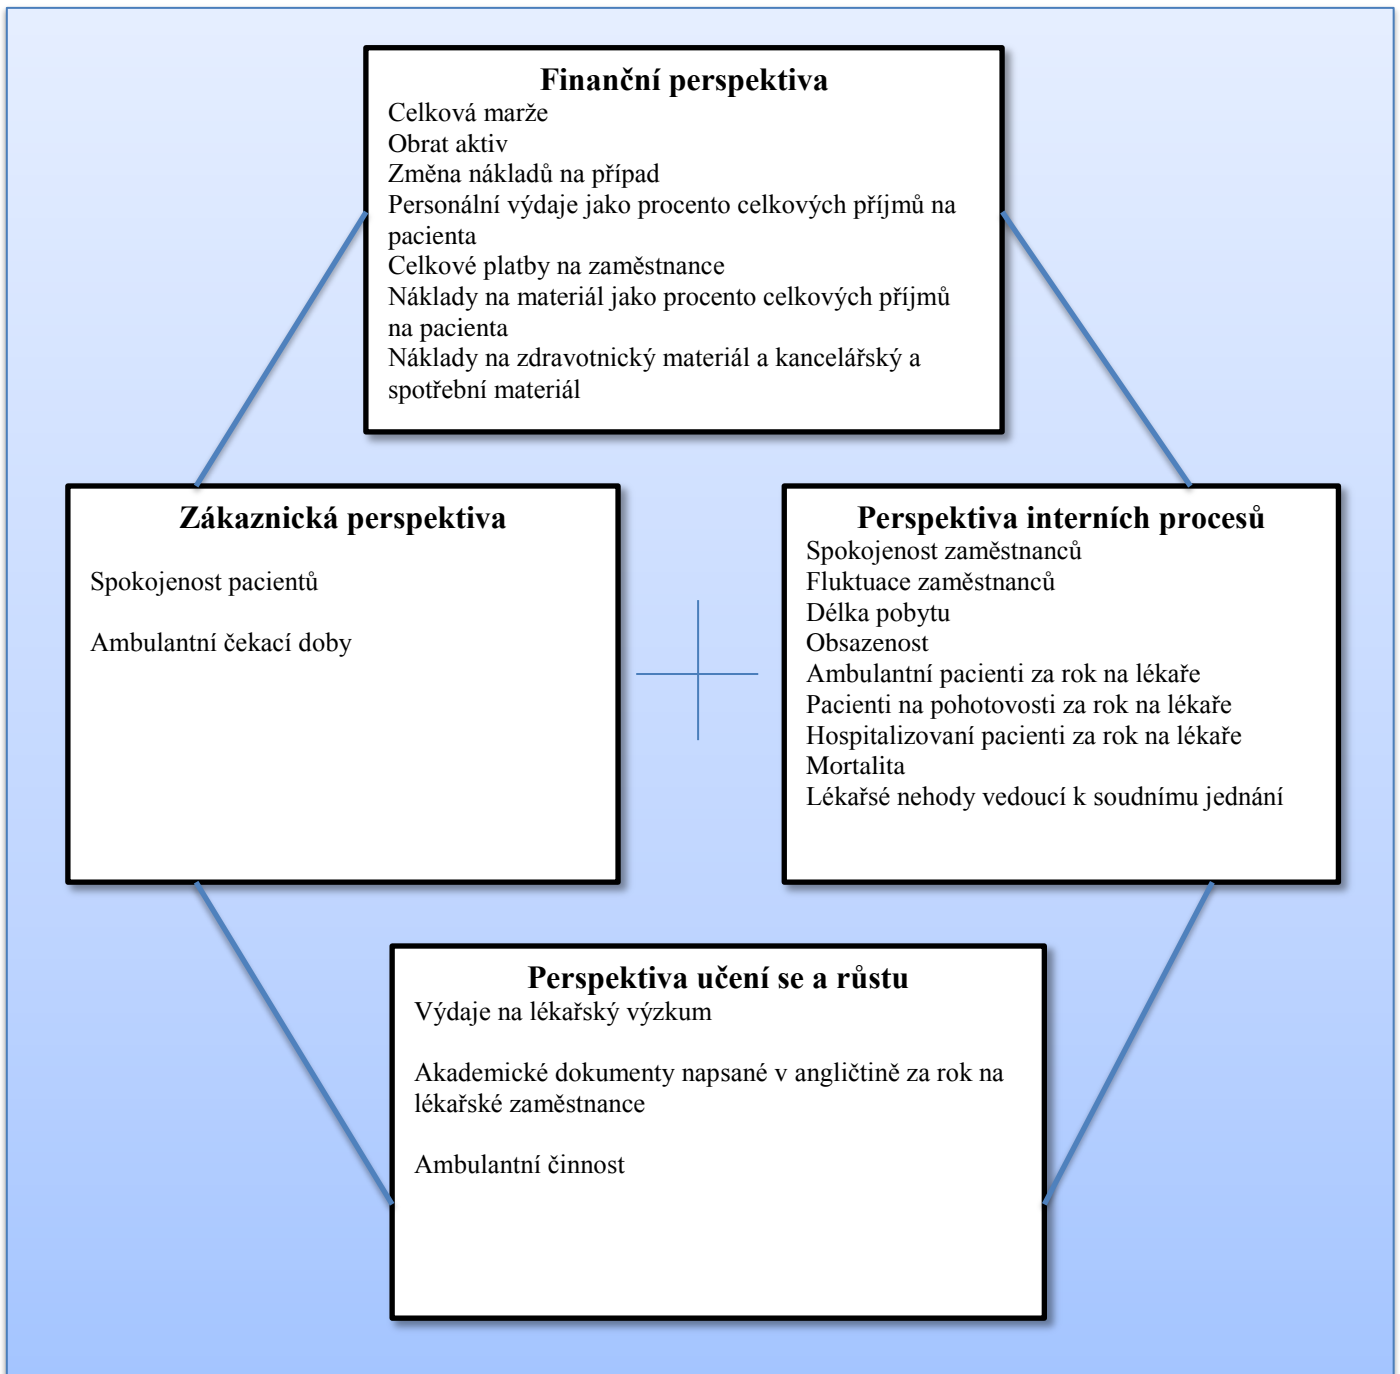 Finanční perspektiva
Celková marže
Obrat aktiv
Změna nákladů na případ
Personální výdaje jako procento celkových příjmů na
pacienta
Celkové platby na zaměstnance
Náklady na materiál jako procento celkových příjmů
na pacienta
Náklady na zdravotnický materiál a kancelářský a
spotřební materiál
Zákaznická perspektiva
Spokojenost pacientů
Ambulantní čekací doby
Perspektiva interních procesů
Spokojenost zaměstnanců
Fluktuace zaměstnanců
Délka pobytu
Obsazenost
Ambulantní pacienti za rok na lékaře
Pacienti na pohotovosti za rok na lékaře
Hospitalizovaní pacienti za rok na lékaře
Mortalita
Lékařsé nehody vedoucí k soudnímu jednání
Perspektiva učení se a růstu
Výdaje na lékařský výzkum
Akademické dokumenty napsané v angličtině za rok na
lékařské zaměstnance
Ambulantní činnost